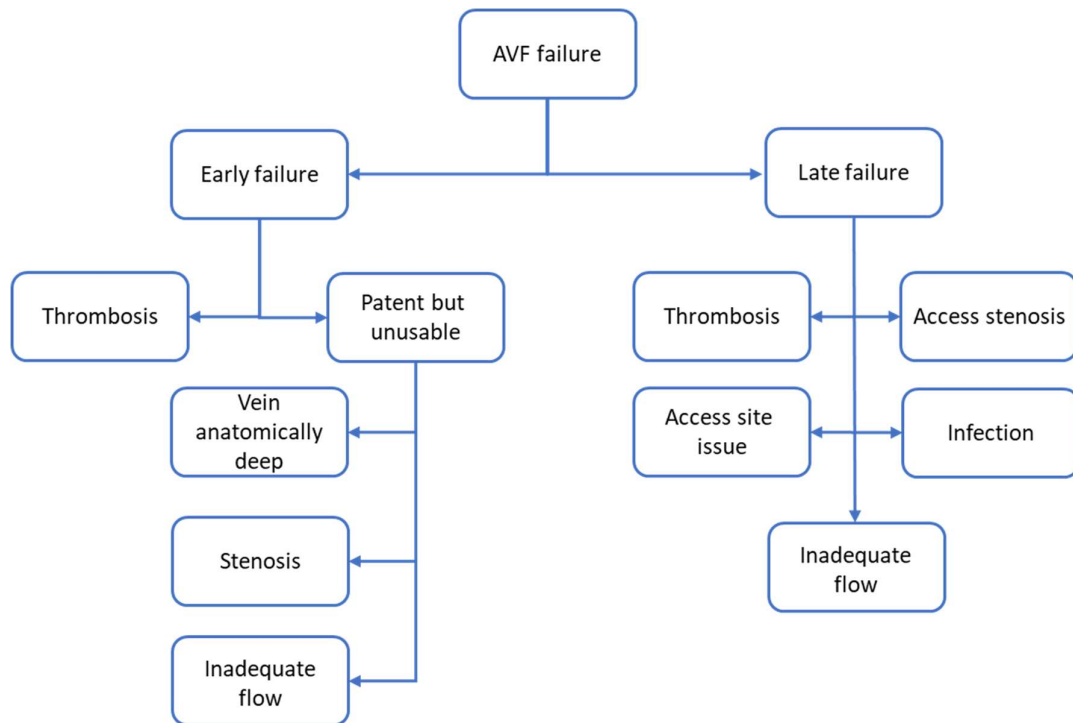 AVF failure
Early failure
Late failure
Thrombosis
Patent but
unusable
Thrombosis
Access stenosis
Vein
anatomically
deep
Access site
issue
Infection
Stenosis
Inadequate
flow
Inadequate
flow